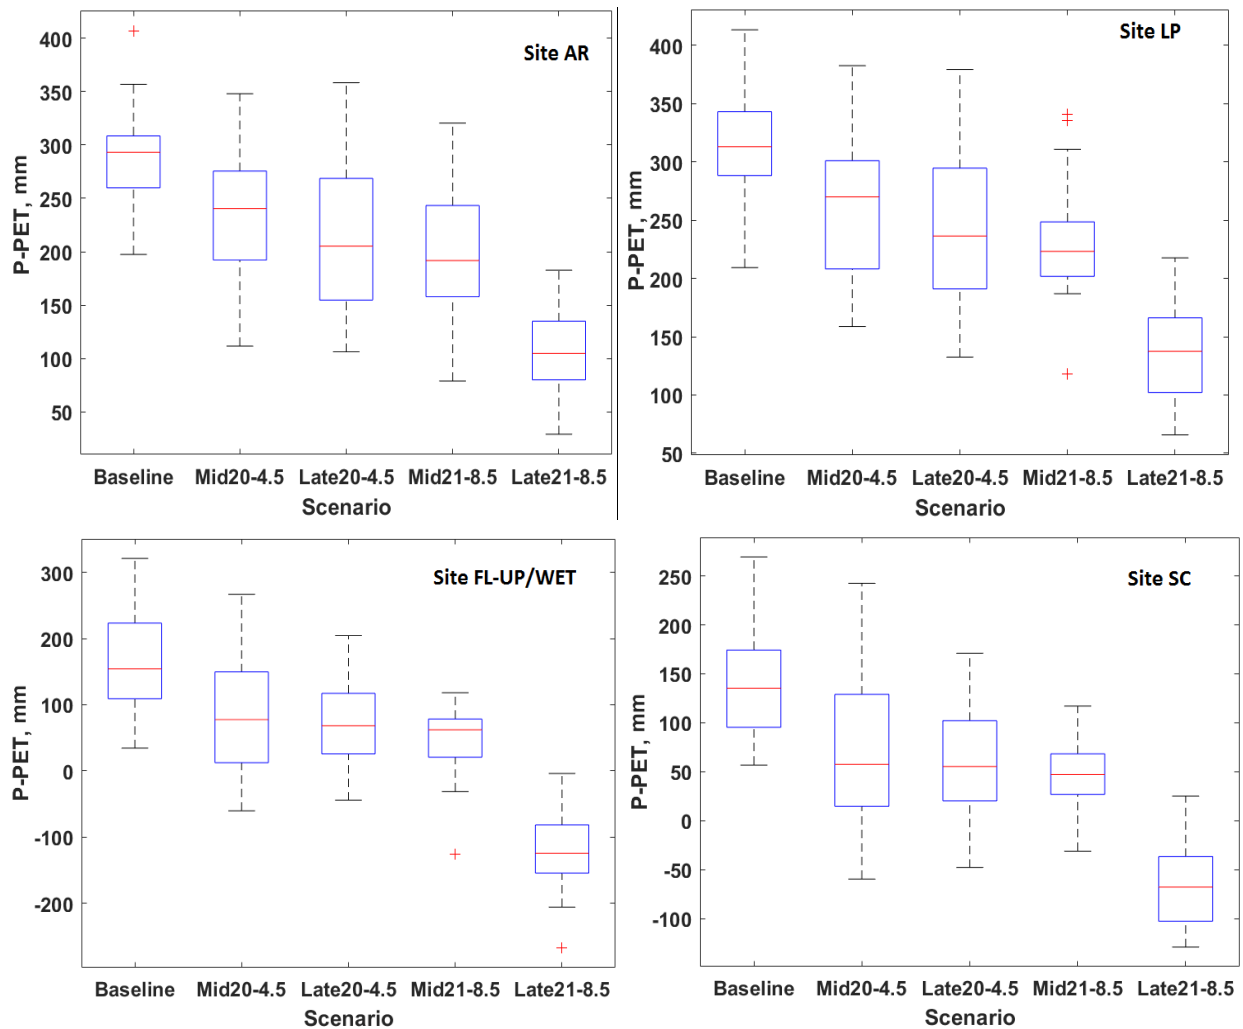 Site AR
400
350
300
250
200
150
100
50
P-PET, mm
Baseline Mid20-4.5 Late20-4.5 Mid21-8.5 Late21-8.5
Scenario
Site LP
400
350
300
250
200
150
100
50
P-PET, mm
Baseline Mid20-4.5 Late20-4.5 Mid21-8.5 Late21-8.5
Scenario
Site FL-UP/WET
300
200
100
0
-100
-200
P-PET, mm
Baseline Mid20-4.5 Late20-4.5 Mid21-8.5 Late21-8.5
Scenario
Site SC
250
200
150
100
50
0
-50
-100
P-PET, mm
Baseline Mid20-4.5 Late20-4.5 Mid21-8.5 Late21-8.5
Scenario